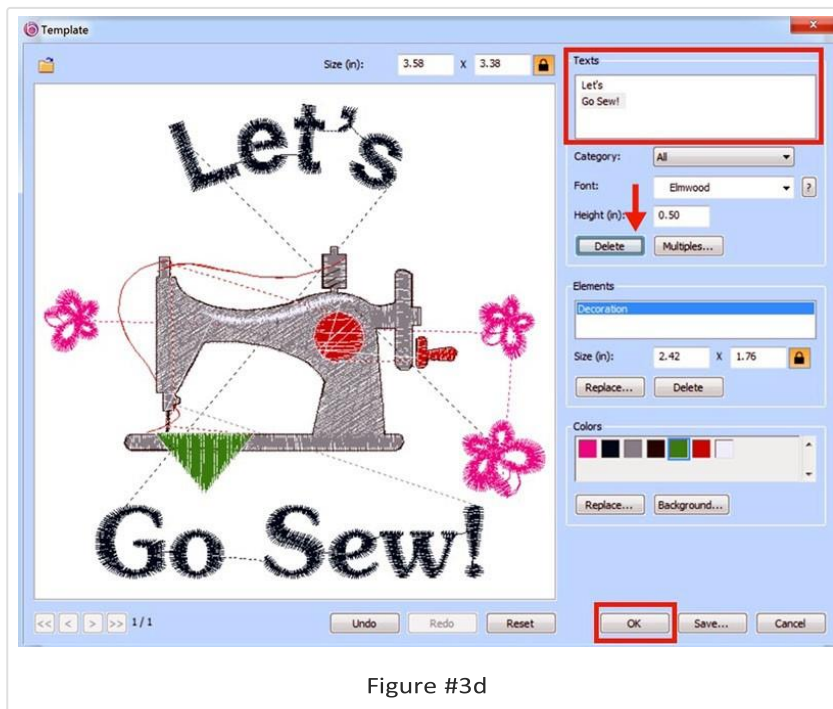 Template
Size (in): 3.58 X 3.38
Texts
Let's
Go Sew!
Category: All
Font: Elmwood ?
Height (in): 0.50
Delete Multiples...
Elements
Decoration
Size (in): 2.42 X 1.76
Replace... Delete
Colors
Replace... Background...
Let's
Go Sew!
<< < > >> 1 / 1 Undo Redo Reset OK Save... Cancel
Figure #3d